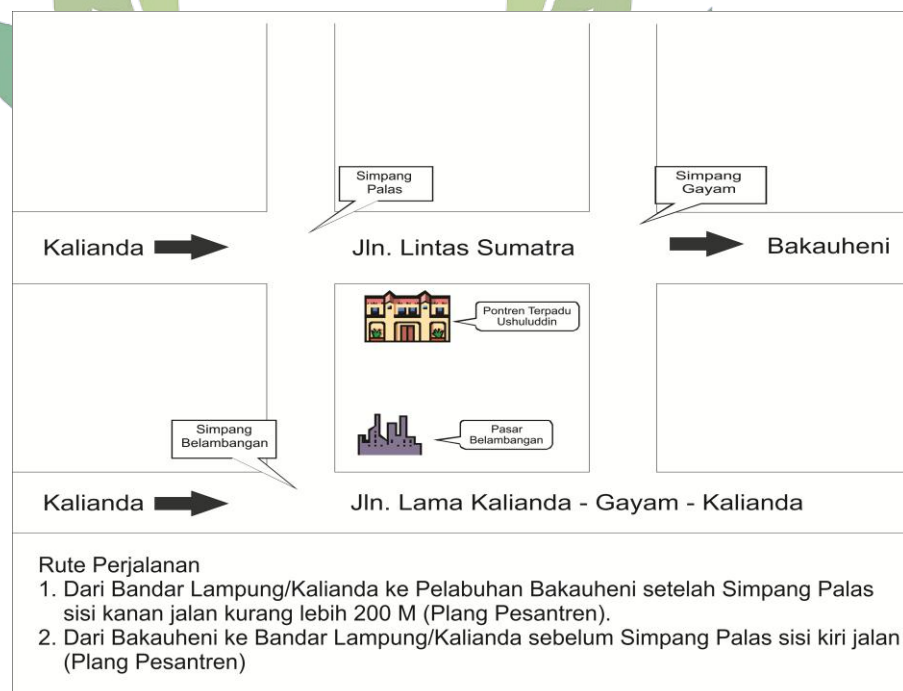 Simpang
Palas
Simpang
Gayam
Kalianda
Jln. Lintas Sumatra
Bakauheni
Pontren Terpadu
Ushuluddin
Simpang
Belambangan
Pasar
Belambangan
Kalianda
Jln. Lama Kalianda - Gayam - Kalianda
Rute Perjalanan
1. Dari Bandar Lampung/Kalianda ke Pelabuhan Bakauheni setelah Simpang Palas
sisi kanan jalan kurang lebih 200 M (Plang Pesantren).
2. Dari Bakauheni ke Bandar Lampung/Kalianda sebelum Simpang Palas sisi kiri jalan
(Plang Pesantren)